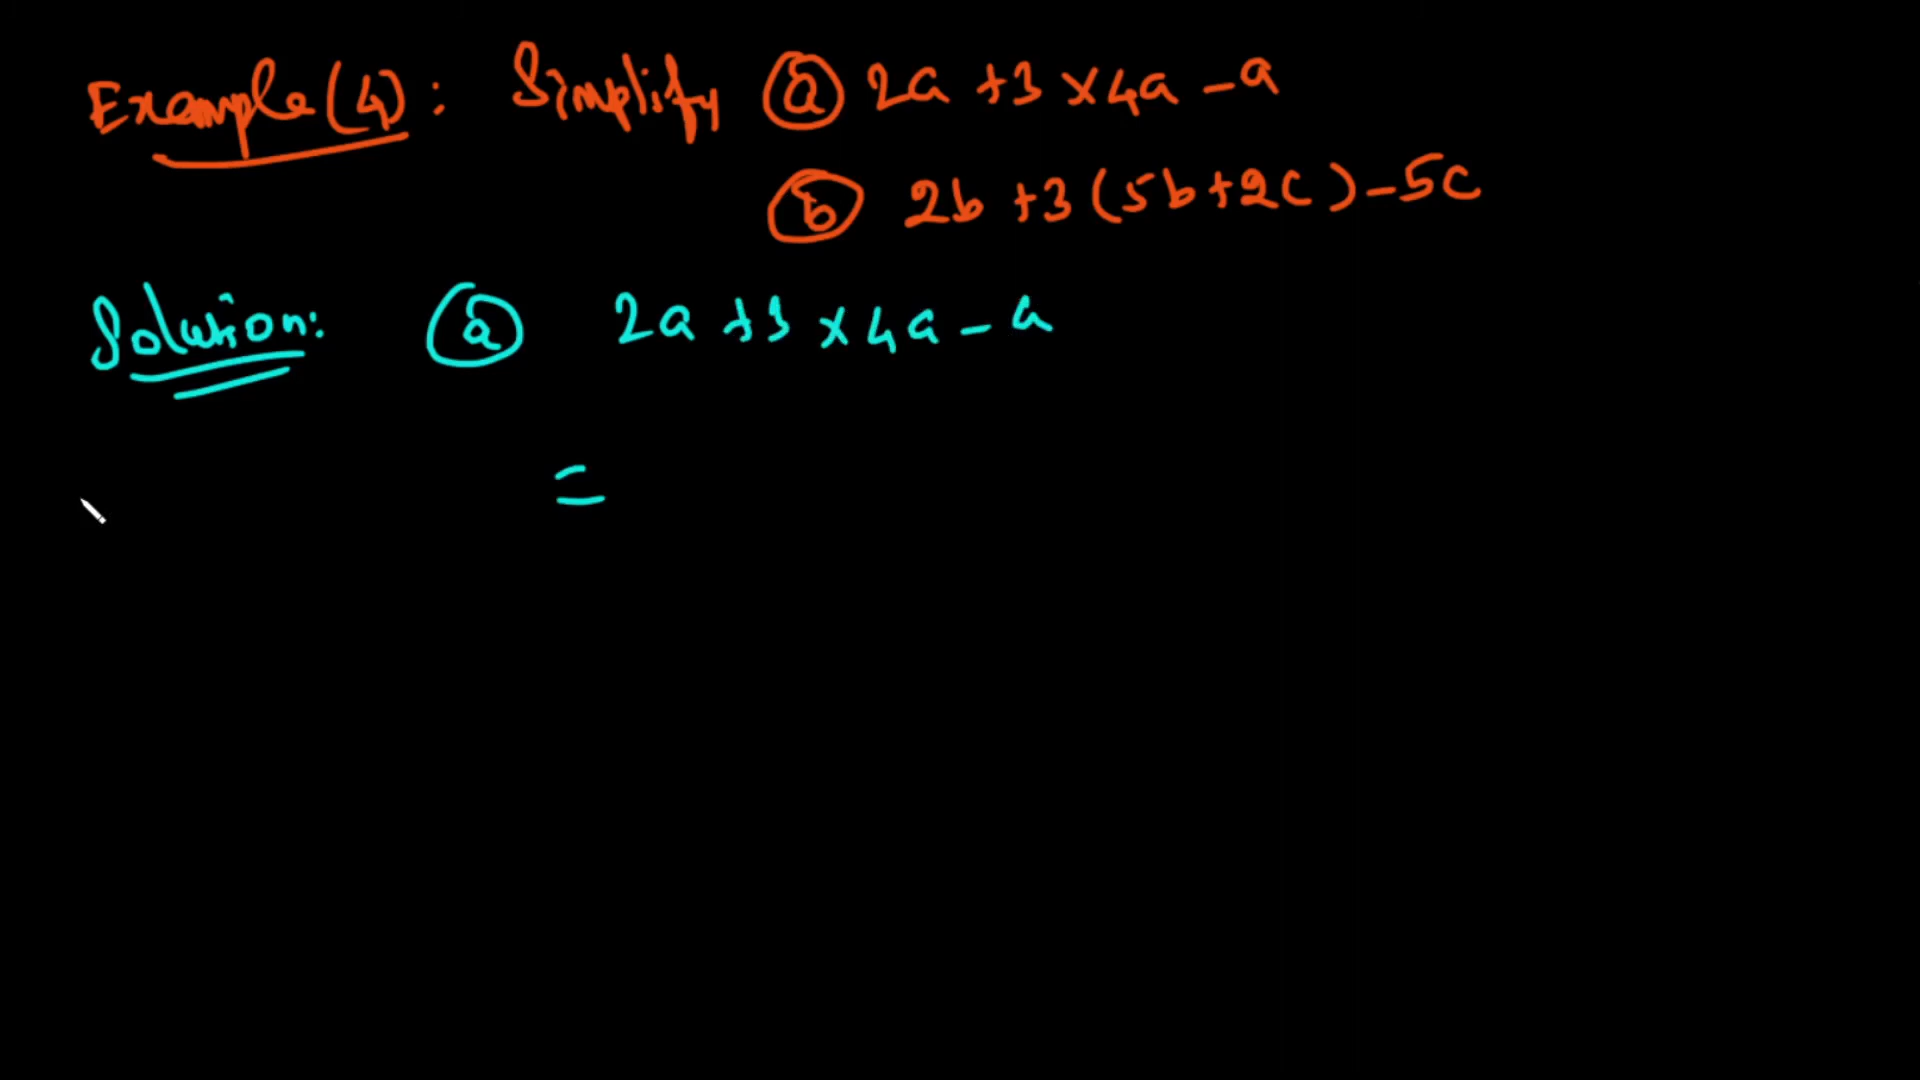 Example (4): Simplify (a) 2a + 3 × 4a - a
(b) 2b + 3 (5b + 2c) - 5c
Solution: (a) 2a + 3 × 4a - a
=